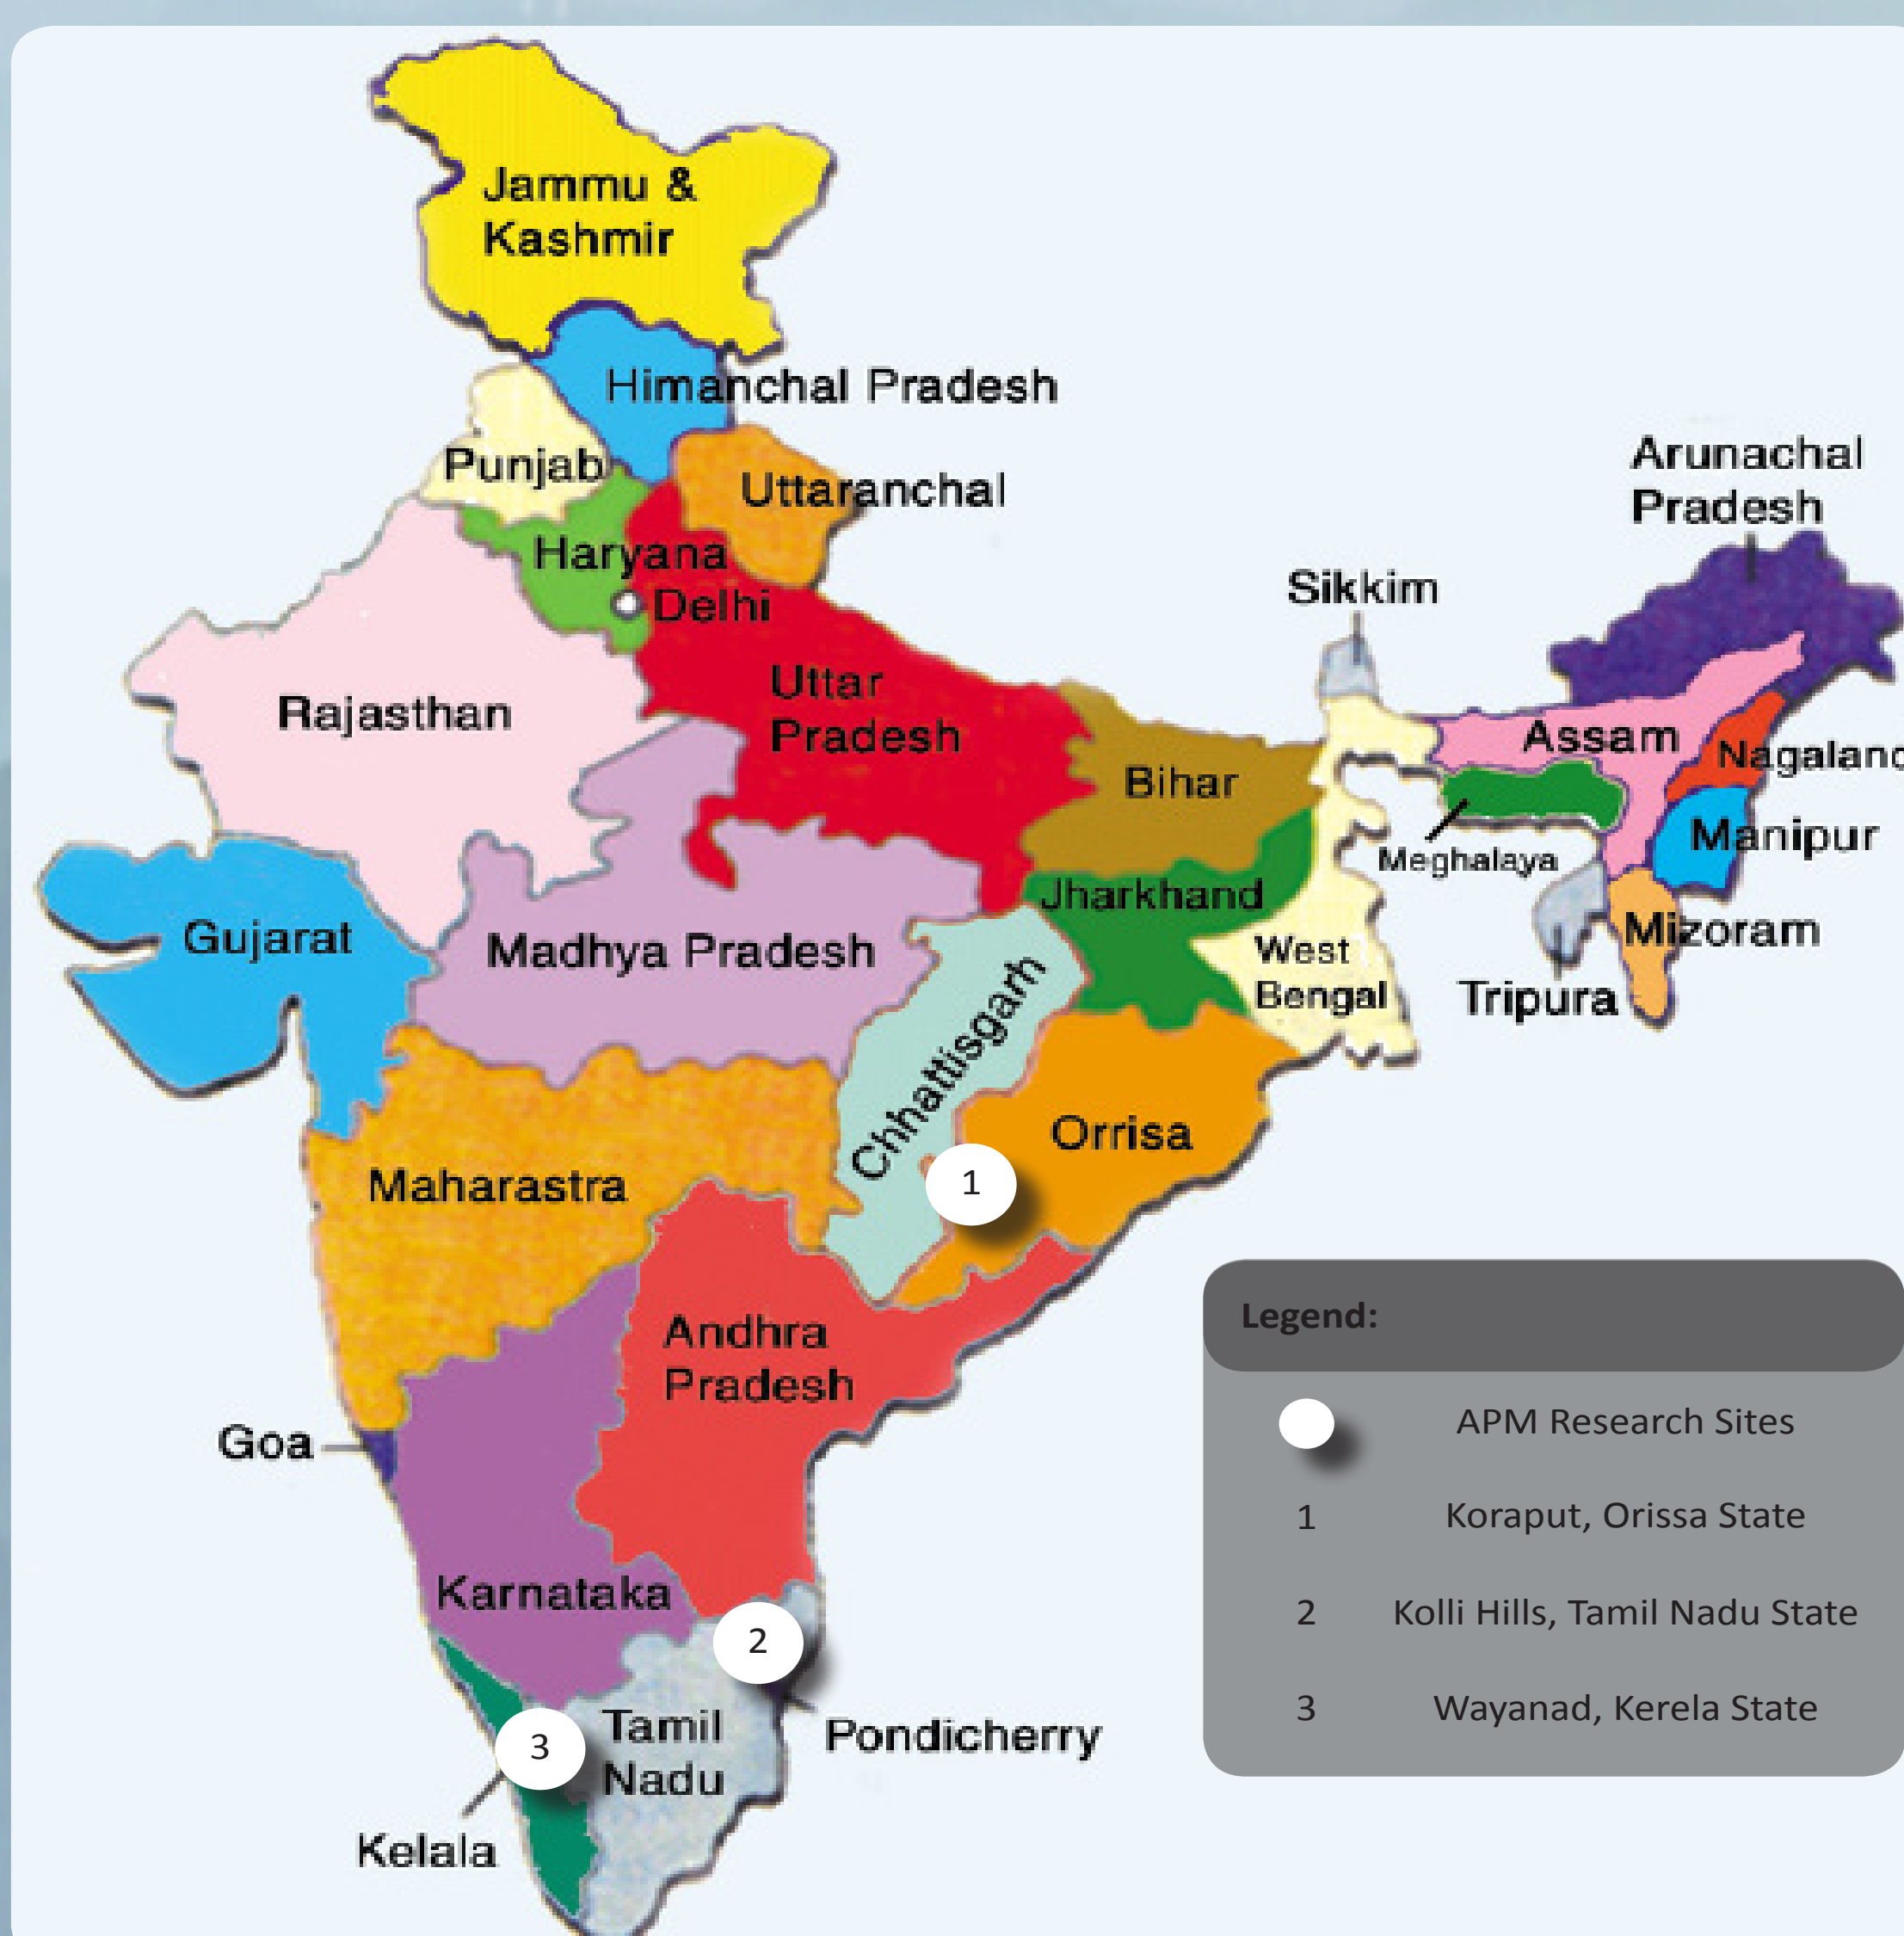 Jammu &
Kashmir
Himanchal Pradesh
Punjab
Uttaranchal
Arunachal
Pradesh
Haryana
Delhi
Sikkim
Rajasthan
Uttar
Pradesh
Assam
Nagaland
Bihar
Manipur
Meghalaya
Jharkhand
Gujarat
Madhya Pradesh
West
Bengal
Mizoram
Tripura
Chhattisgarh
Orrisa
1
Maharastra
Andhra
Pradesh
Goa
Karnataka
2
Tamil
Nadu
3
Pondicherry
Kelala
Legend:
APM Research Sites
1 Koraput, Orissa State
2 Kolli Hills, Tamil Nadu State
3 Wayanad, Kerela State